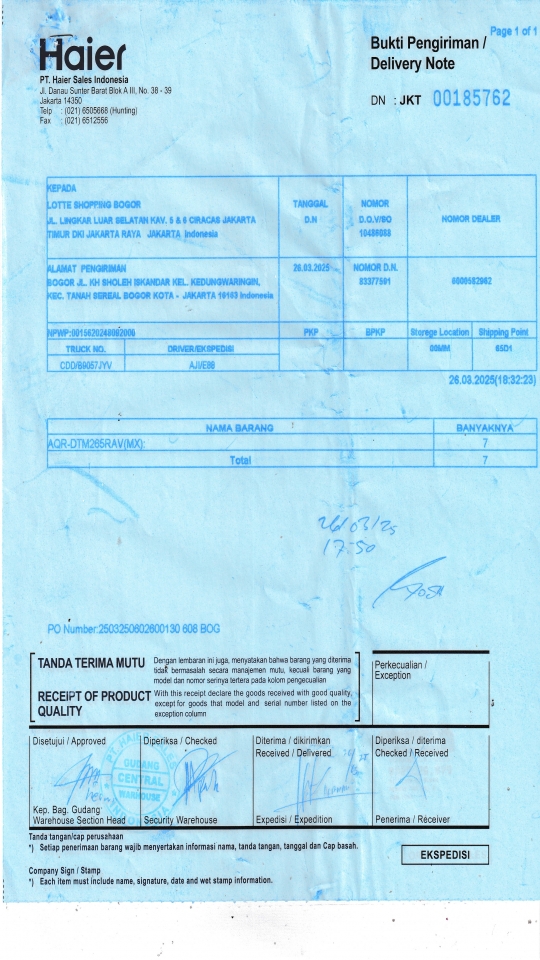 Page 1 of 1
Haier
Bukti Pengiriman /
Delivery Note
PT. Haier Sales Indonesia
Jl. Danau Sunter Barat Blok A III, No. 38 - 39
Jakarta 14350
Telp : (021) 6505668 (Hunting)
Fax : (021) 6512556
DN : JKT 00185762
KEPADA
LOTTE SHOPPING BOGOR
JL. LINGKAR LUAR SELATAN KAV. 5 & 6 CIRACAS JAKARTA
TIMUR DKI JAKARTA RAYA JAKARTA Indonesia
TANGGAL
D.N
NOMOR
D.O.V/SO
NOMOR DEALER
ALAMAT PENGIRIMAN
BOGOR JL. KH SHOLEH ISKANDAR KEL. KEDUNGWARINGIN,
KEC. TANAH SEREAL BOGOR KOTA - JAKARTA 16163 Indonesia
26.03.2025
NOMOR D.N.
83377591
6000582962
PKP
BPKP
Storege Location
Shipping Point
TRUCK NO.
DRIVER/EKSPEDISI
00MM
65D1
CDD/B9057JYV
AJI/E88
26.03.2025(18:32:23)
NAMA BARANG
BANYAKNYA
AQR-DTM265RAV(MX):
7
Total
7
26/03/25
17:50
PO Number:2503250602600130 608 BOG
TANDA TERIMA MUTU
Dengan lembaran ini juga, menyatakan bahwa barang yang diterima
tidak bermasalah secara manajemen mutu, kecuali barang yang
model dan nomor serinya tertera pada kolom pengecualian
RECEIPT OF PRODUCT
QUALITY
With this receipt declare the goods received with good quality,
except for goods that model and serial number listed on the
exception column
Perkecualian /
Exception
Disetujui / Approved
Diperiksa / Checked
Diterima / dikirimkan
Received / Delivered
Diperiksa / diterima
Checked / Received
GUDANG
CENTRAL
WAREHOUSE
Kep. Bag. Gudang
Warehouse Section Head
Security Warehouse
Expedisi / Expedition
Penerima / Receiver
Tanda tangan/cap perusahaan
*) Setiap penerimaan barang wajib menyertakan informasi nama, tanda tangan, tanggal dan Cap basah.
EKSPEDISI
Company Sign / Stamp
*) Each item must include name, signature, date and wet stamp information.